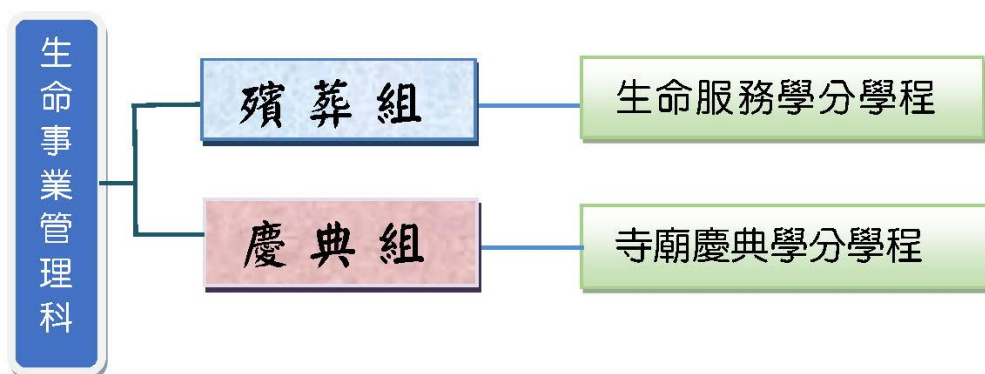 生命事業管理科
殯葬組
生命服務學分學程
慶典組
寺廟慶典學分學程